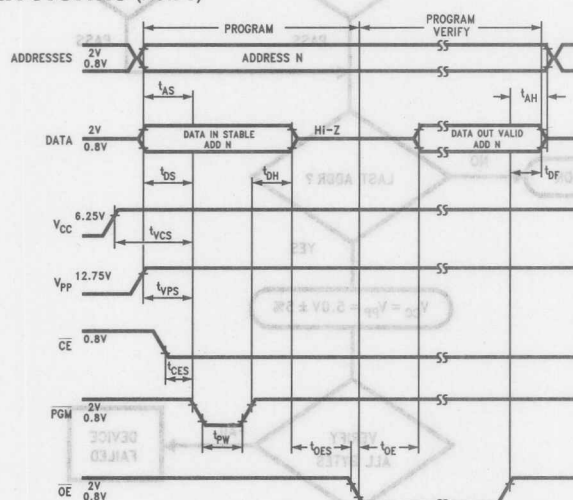 PROGRAM
PROGRAM VERIFY
ADDRESSES 2V 0.8V
ADDRESS N
tAS
tAH
DATA 2V 0.8V
DATA IN STABLE ADD N
Hi-Z
DATA OUT VALID ADD N
tDS
tDH
tDF
LAST ADDR ?
NO
PASS
PASS
VCC 6.25V
tVCS
YES
VPP 12.75V
tVPS
VCC = VPP = 5.0V ± 5%
CE 0.8V
tCES
PGM 2V 0.8V
tPW
tOES
tOE
VERIFY ALL BYTES
DEVICE FAILED
OE 2V 0.8V